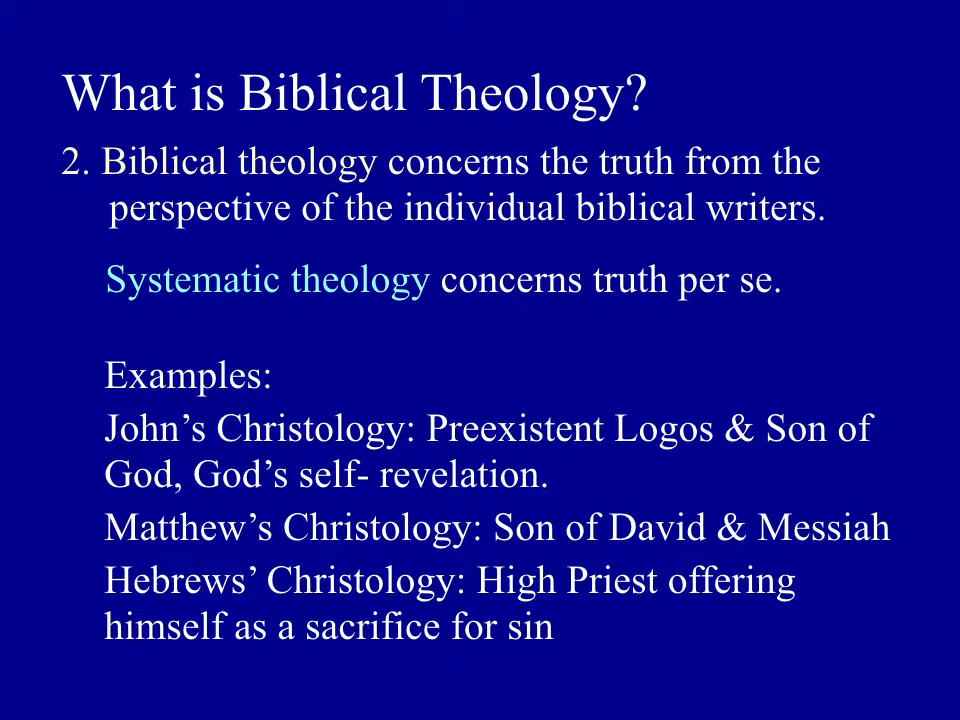 What is Biblical Theology?
2. Biblical theology concerns the truth from the
perspective of the individual biblical writers.
Systematic theology concerns truth per se.
Examples:
John’s Christology: Preexistent Logos & Son of
God, God’s self- revelation.
Matthew’s Christology: Son of David & Messiah
Hebrews’ Christology: High Priest offering
himself as a sacrifice for sin